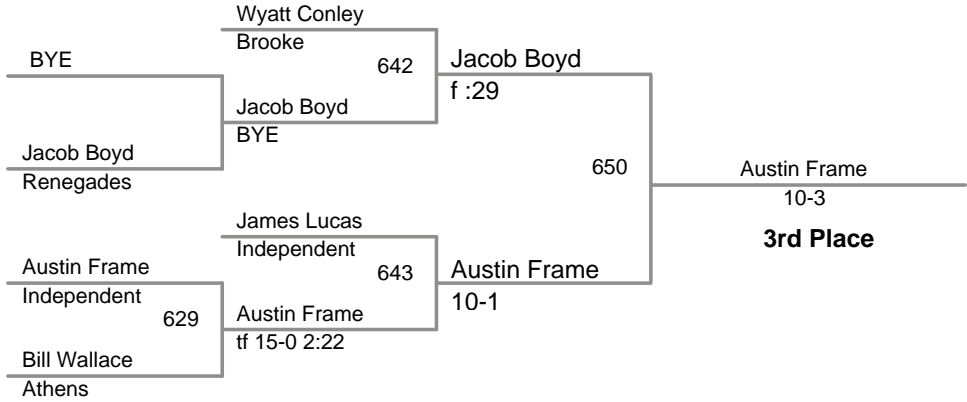 Wyatt Conley
Brooke
BYE
642
Jacob Boyd
f :29
Jacob Boyd
BYE
Jacob Boyd
Renegades
650
Austin Frame
10-3
3rd Place
James Lucas
Independent
Austin Frame
Independent
643
Austin Frame
10-1
629
Austin Frame
tf 15-0 2:22
Bill Wallace
Athens